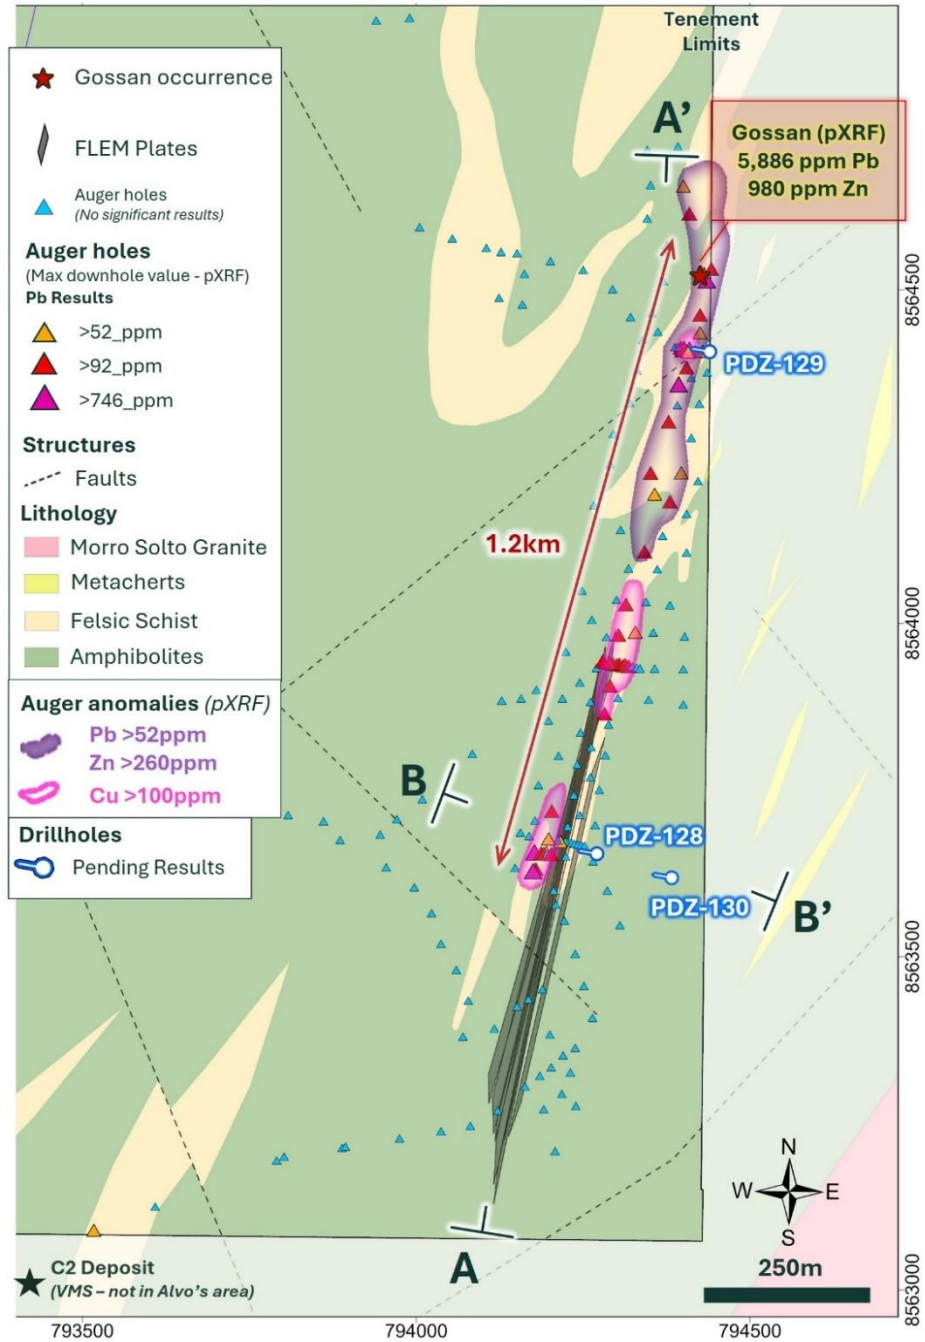 Tenement
Limits
Gossan occurrence
FLEM Plates
Auger holes
(No significant results)
Auger holes
(Max downhole value - pXRF)
Pb Results
>52_ppm
>92_ppm
>746_ppm
Structures
Faults
Lithology
Morro Solto Granite
Metacherts
Felsic Schist
Amphibolites
Auger anomalies (pXRF)
Pb >52ppm
Zn >260ppm
Cu >100ppm
Drillholes
Pending Results
A'
Gossan (pXRF)
5,886 ppm Pb
980 ppm Zn
8564500
PDZ-129
1.2km
8564000
B
PDZ-128
PDZ-130
B'
8563500
A
N
W E
S
250m
C2 Deposit
(VMS – not in Alvo's area)
8563000
793500
794000
794500